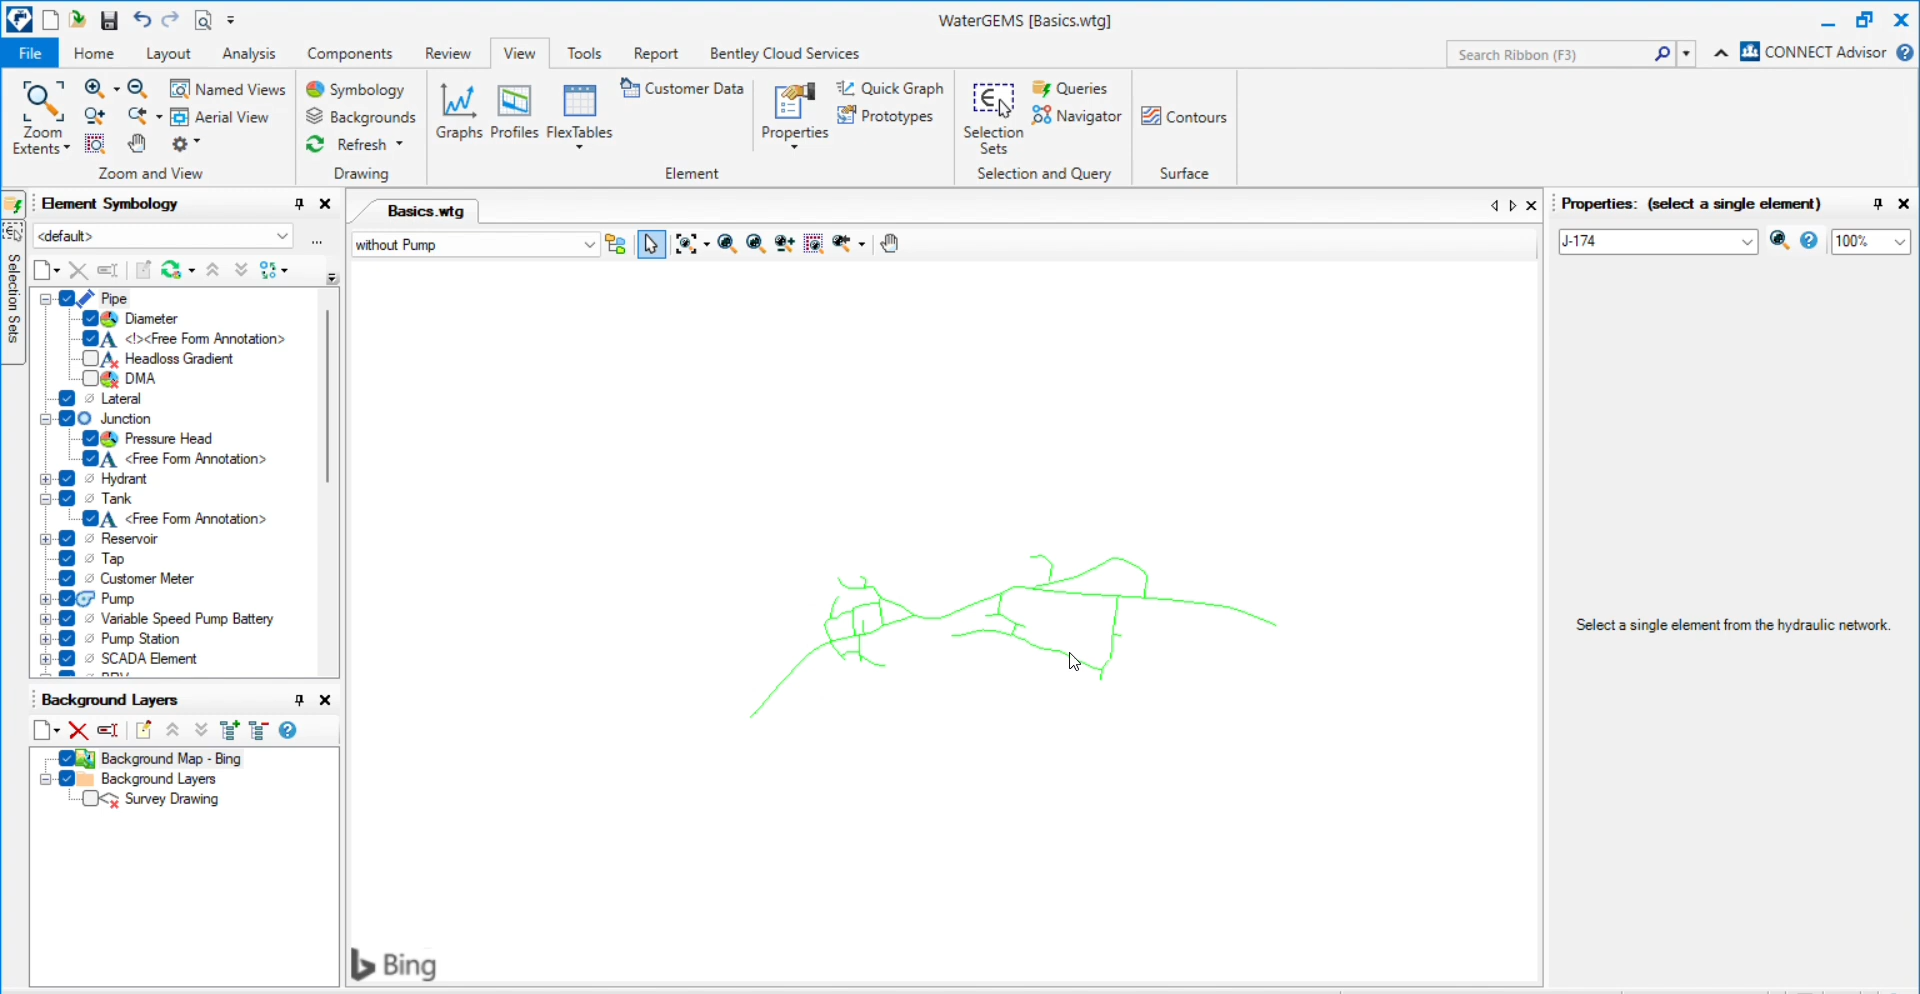 WaterGEMS [Basics.wtg]
File Home Layout Analysis Components Review View Tools Report Bentley Cloud Services
Search Ribbon (F3)
CONNECT Advisor
Zoom Extents
Named Views
Aerial View
Zoom and View
Symbology
Backgrounds
Refresh
Drawing
Graphs
Profiles
FlexTables
Customer Data
Properties
Quick Graph
Prototypes
Element
Selection Sets
Queries
Navigator
Selection and Query
Contours
Surface
Selection Sets
Element Symbology
<default>
...
Pipe
Diameter
<!><Free Form Annotation>
Headloss Gradient
DMA
Lateral
Junction
Pressure Head
<Free Form Annotation>
Hydrant
Tank
<Free Form Annotation>
Reservoir
Tap
Customer Meter
Pump
Variable Speed Pump Battery
Pump Station
SCADA Element
Background Layers
Background Map - Bing
Background Layers
Survey Drawing
Basics.wtg
without Pump
Bing
Properties: (select a single element)
J-174
100%
Select a single element from the hydraulic network.